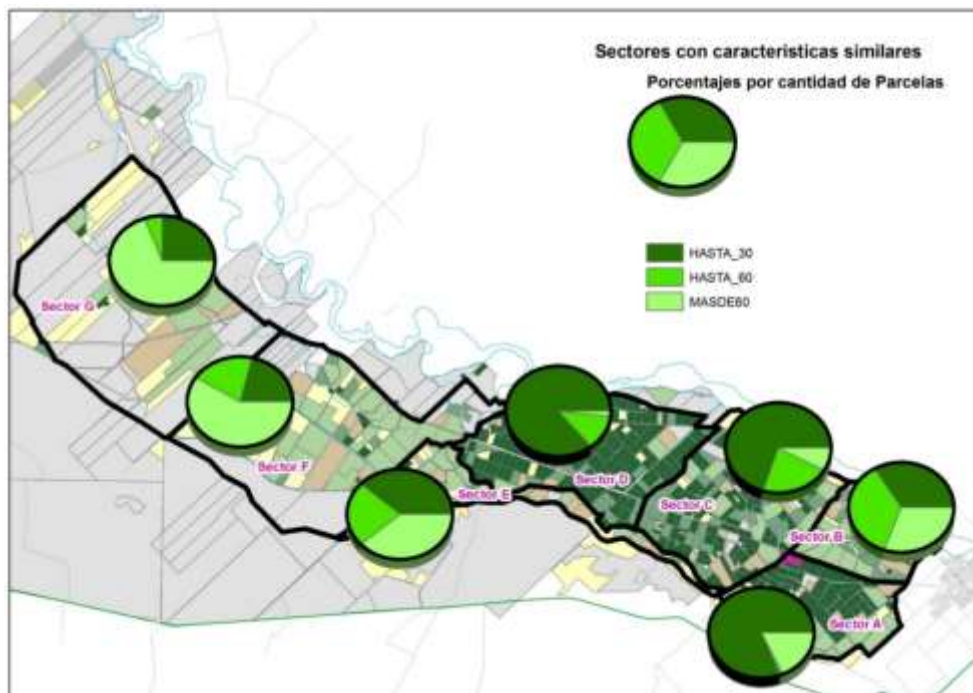 Sectores con caracteristicas similares
Porcentajes por cantidad de Parcelas
HASTA_30
HASTA_60
MASDE60
Sector G
Sector F
Sector E
Sector D
Sector C
Sector B
Sector A